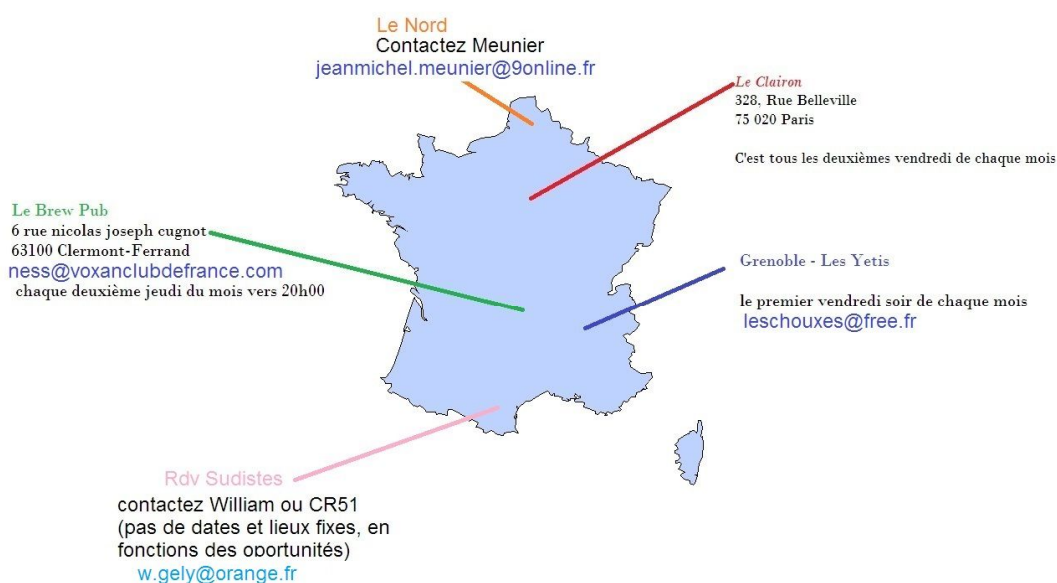 Le Nord
Contactez Meunier
jeanmichel.meunier@9online.fr
Le Clairon
328, Rue Belleville
75 020 Paris
C'est tous les deuxièmes vendredi de chaque mois
Le Brew Pub
6 rue nicolas joseph cugnot
63100 Clermont-Ferrand
ness@voxanclubdefrance.com
chaque deuxième jeudi du mois vers 20h00
Grenoble - Les Yetis
le premier vendredi soir de chaque mois
leschouxes@free.fr
Rdv Sudistes
contactez William ou CR51
(pas de dates et lieux fixes, en
fonctions des opportunités)
w.gely@orange.fr